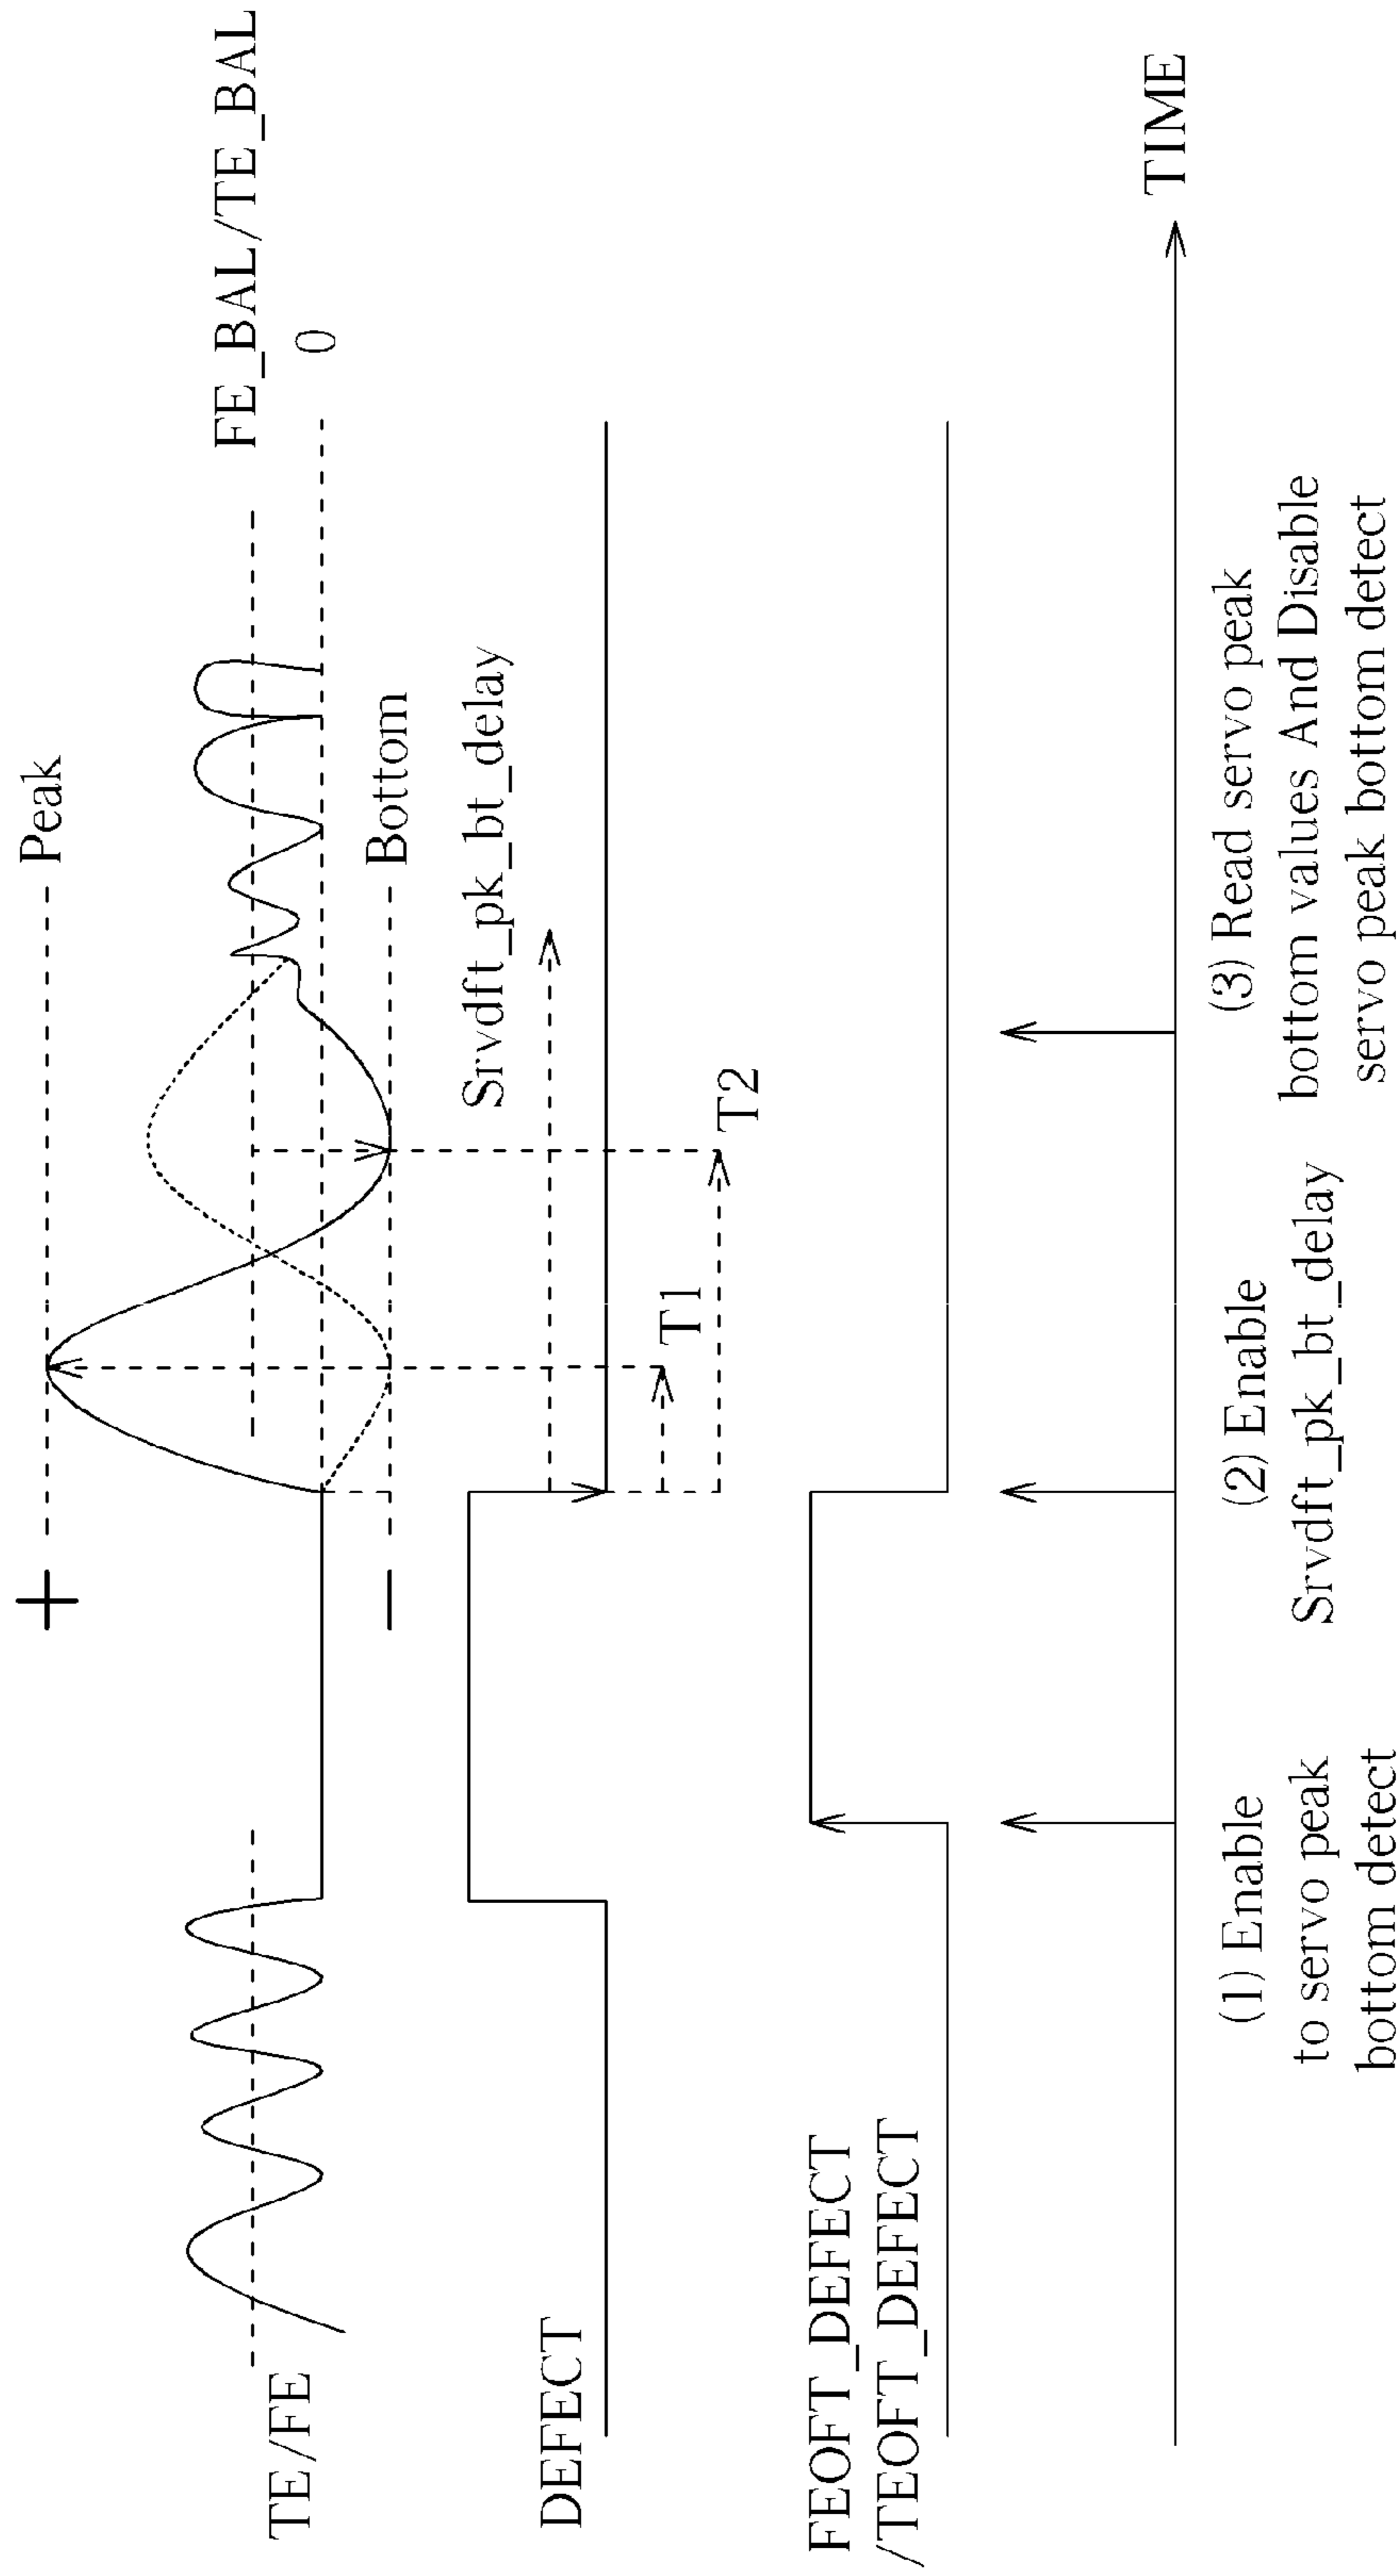 Peak
FE_BAL/TE_BAL
0
TE/FE
+
−
Bottom
Srvdft_pk_bt_delay
DEFECT
T1
T2
FEOFT_DEFECT
/TEOFT_DEFECT
TIME
(1) Enable
to servo peak
bottom detect
(2) Enable
Srvdft_pk_bt_delay
(3) Read servo peak
bottom values And Disable
servo peak bottom detect